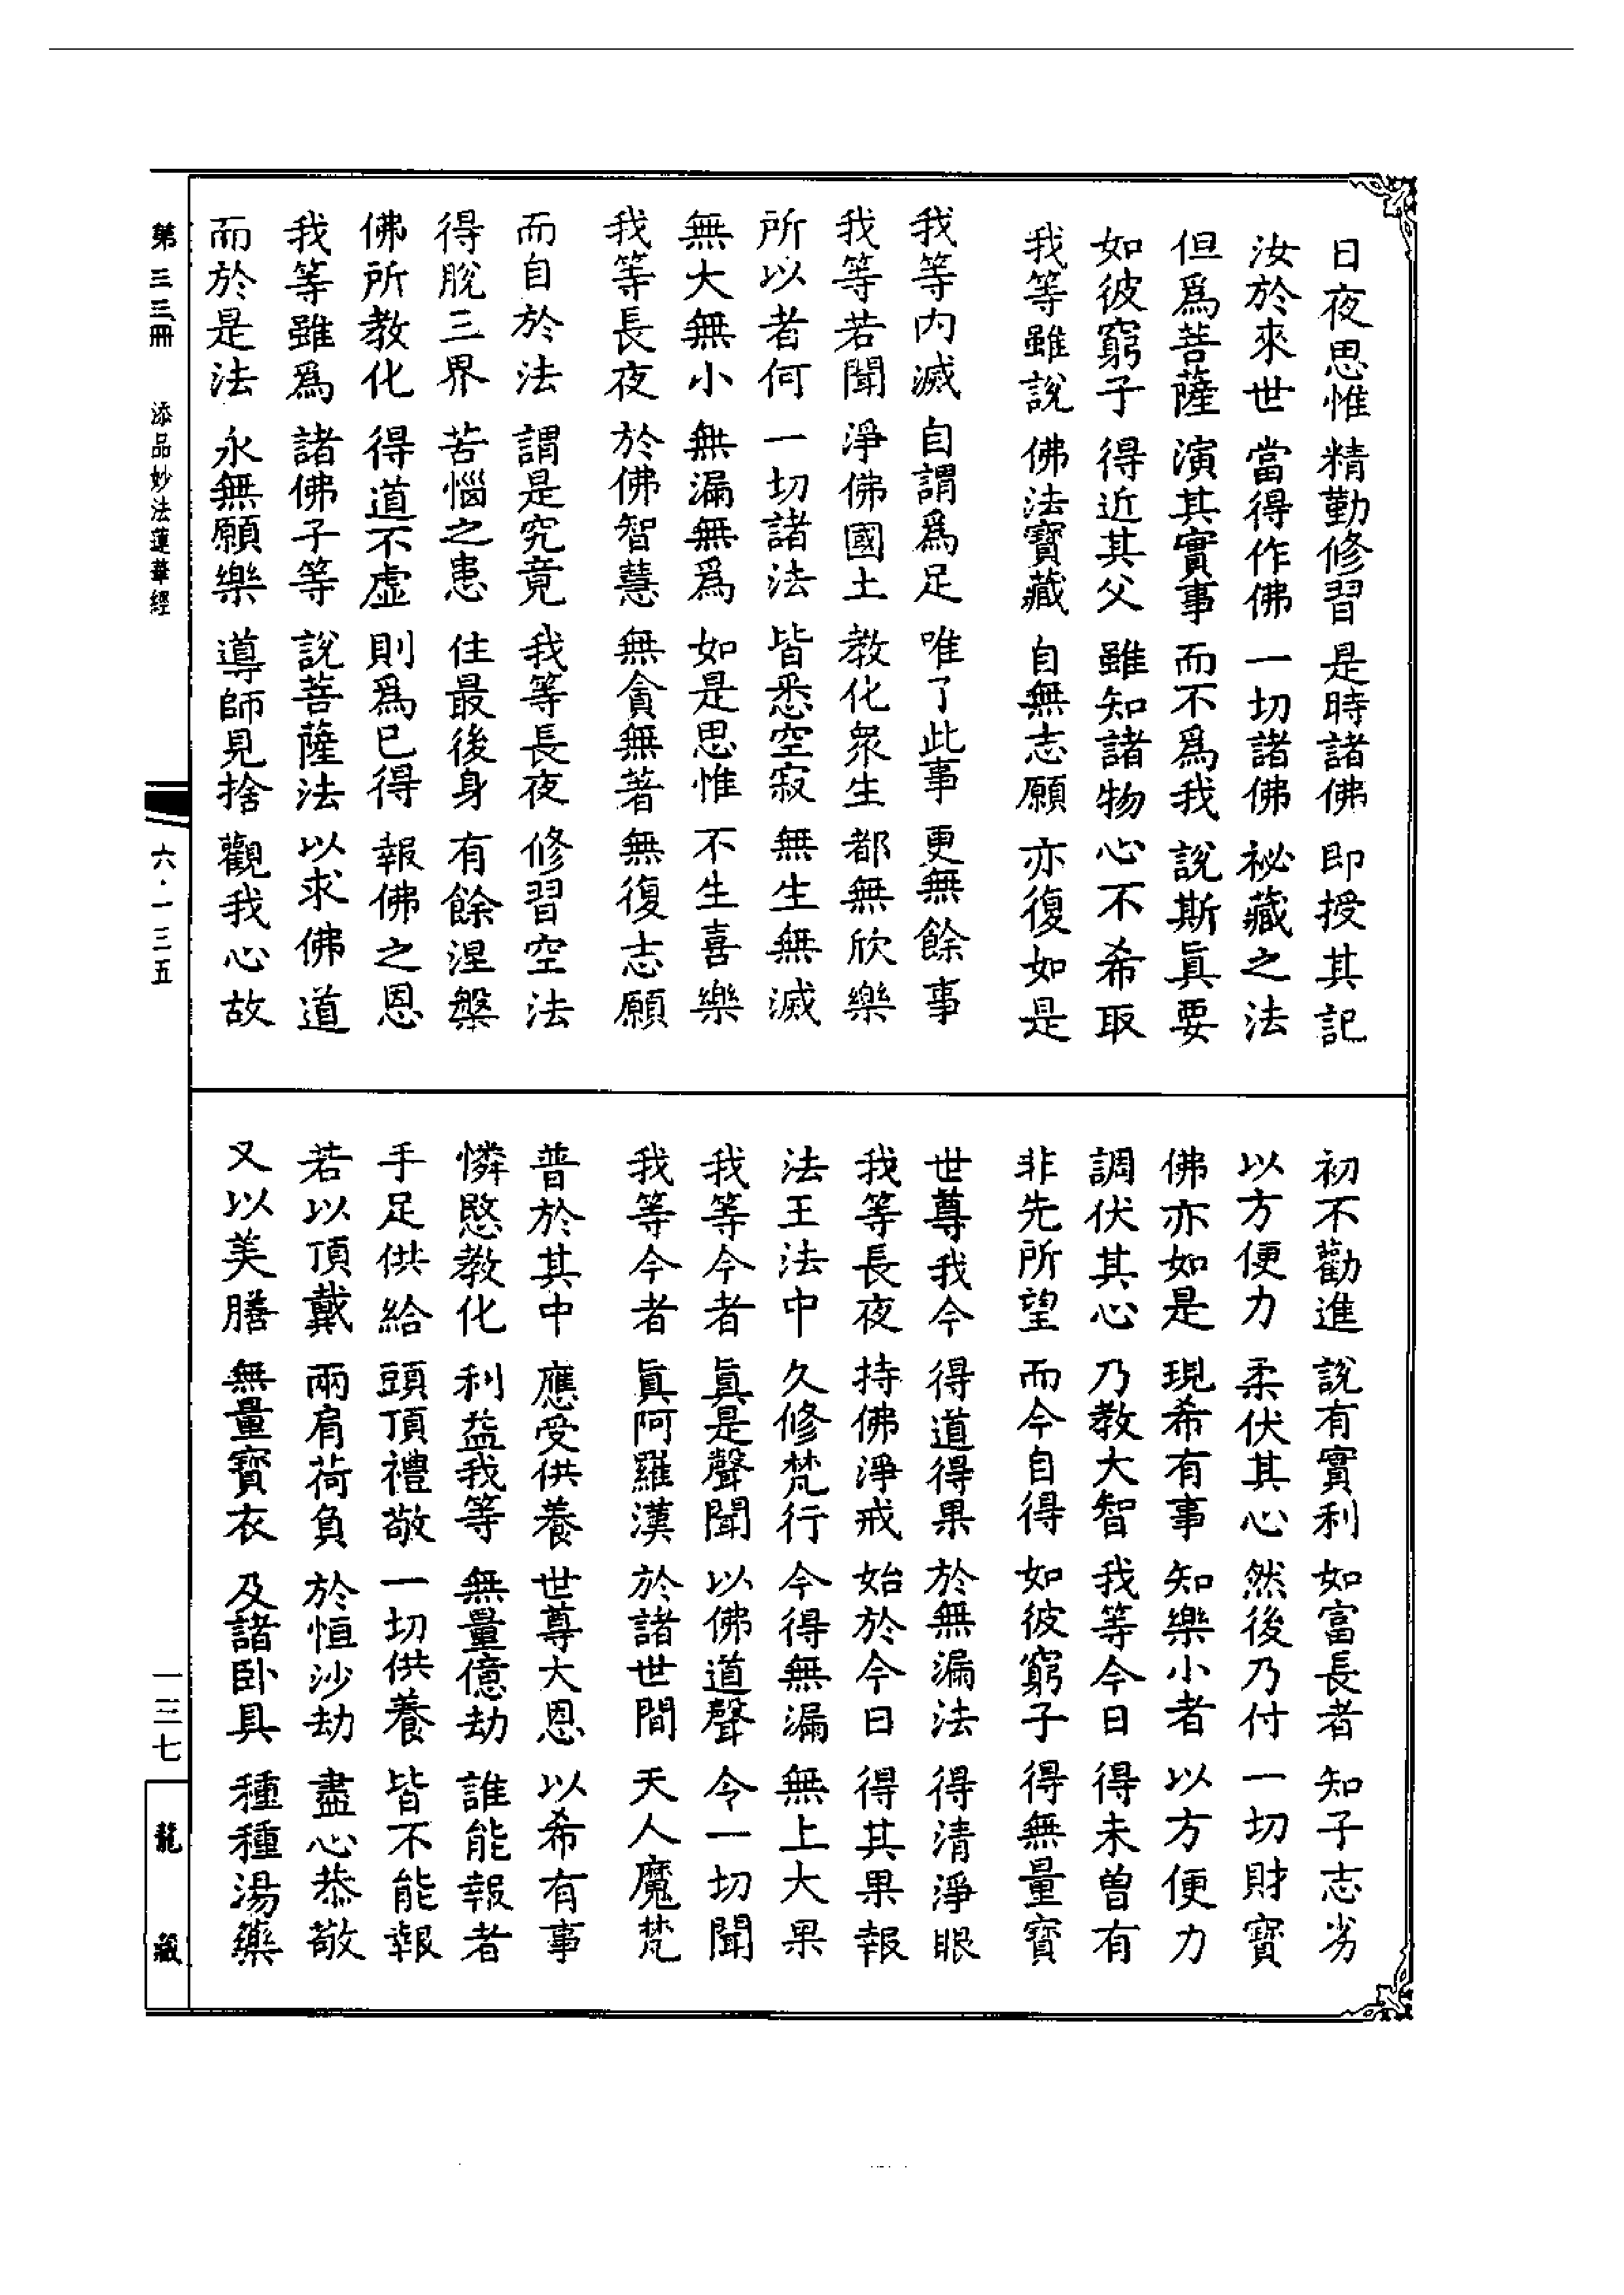 日夜思惟 精勤修習 是時諸佛 即授其記
汝於來世 當得作佛 一切諸佛 祕藏之法
但爲菩薩 演其實事 而不爲我 說斯眞要
如彼窮子 得近其父 雖知諸物 心不希取
我等雖說 佛法寶藏 自無志願 亦復如是
我等內滅 自謂爲足 唯了此事 更無餘事
我等若聞 淨佛國土 教化衆生 都無欣樂
所以者何 一切諸法 皆悉空寂 無生無滅
無大無小 無漏無爲 如是思惟 不生喜樂
我等長夜 於佛智慧 無貪無著 無復志願
而自於法 謂是究竟 我等長夜 修習空法
得脫三界 苦惱之患 住最後身 有餘涅槃
佛所教化 得道不虛 則爲已得 報佛之恩
我等雖爲 諸佛子等 說菩薩法 以求佛道
而於是法 永無願樂 導師見捨 觀我心故
初不勸進 說有實利 如富長者 知子志劣
以方便力 柔伏其心 然後乃付 一切財寶
佛亦如是 現希有事 知樂小者 以方便力
調伏其心 乃教大智 我等今日 得未曾有
非先所望 而今自得 如彼窮子 得無量寶
世尊我今 得道得果 於無漏法 得清淨眼
我等長夜 持佛淨戒 始於今日 得其果報
法王法中 久修梵行 今得無漏 無上大果
我等今者 眞是聲聞 以佛道聲 令一切聞
我等今者 眞阿羅漢 於諸世間 天人魔梵
普於其中 應受供養 世尊大恩 以希有事
憐愍教化 利益我等 無量億劫 誰能報者
手足供給 頭頂禮敬 一切供養 皆不能報
若以頂戴 兩肩荷負 於恒沙劫 盡心恭敬
又以美膳 無量寶衣 及諸卧具 種種湯藥
第三三冊 添品妙法蓮華經 六·一三五 一三七 龍藏